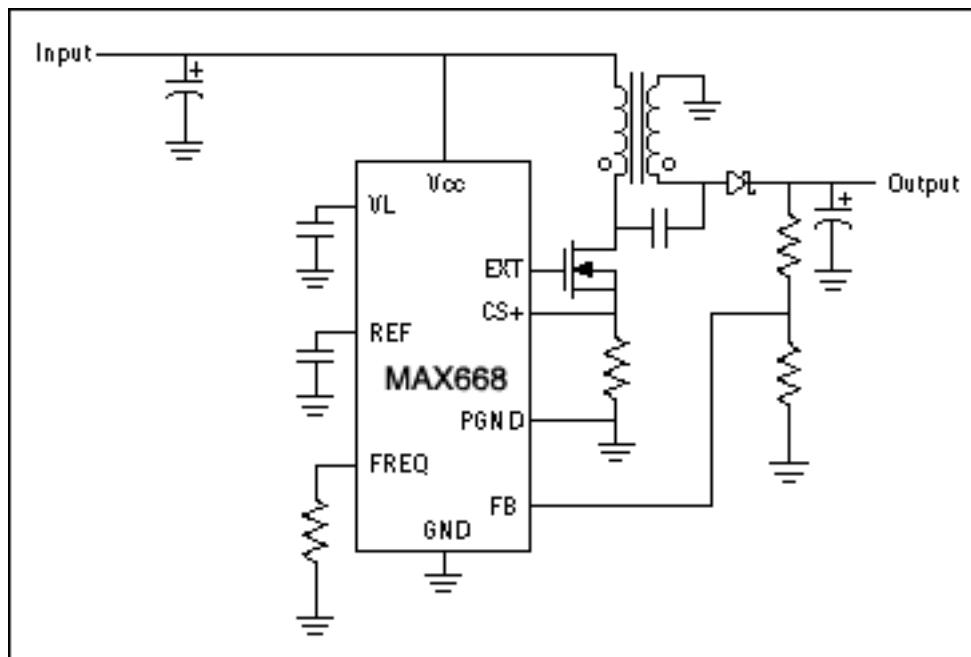 Input
Vcc
VL
Output
EXT
CS+
REF
MAX668
PGND
FREQ
FB
GND
+
+